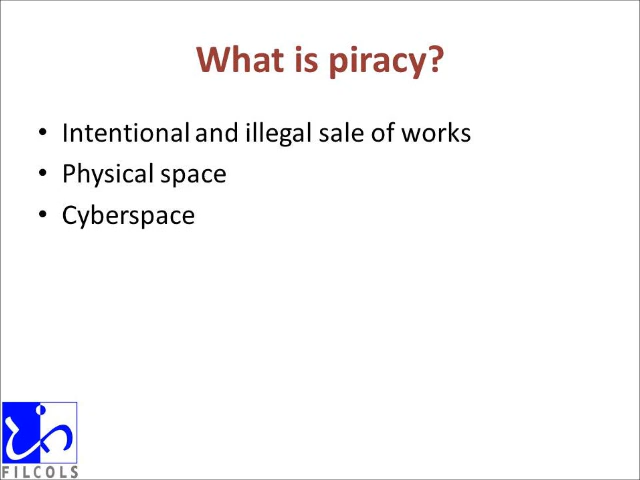 What is piracy?
• Intentional and illegal sale of works
• Physical space
• Cyberspace
FILCOLS